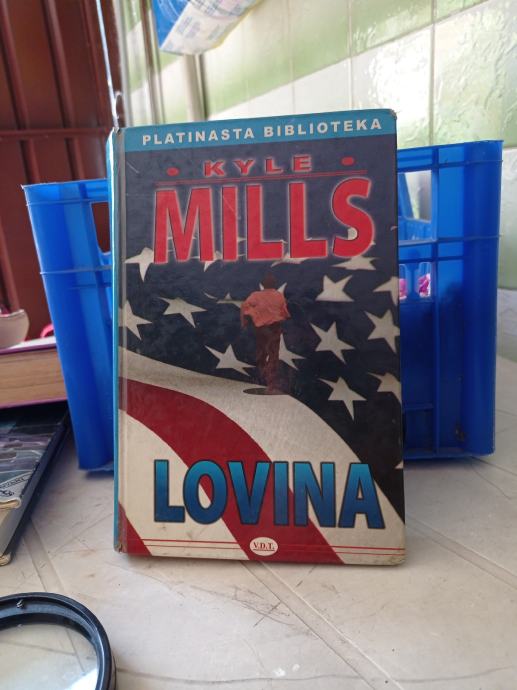 PLATINASTA BIBLIOTEKA
KYLE
MILLS
LOVINA
V.D.T.